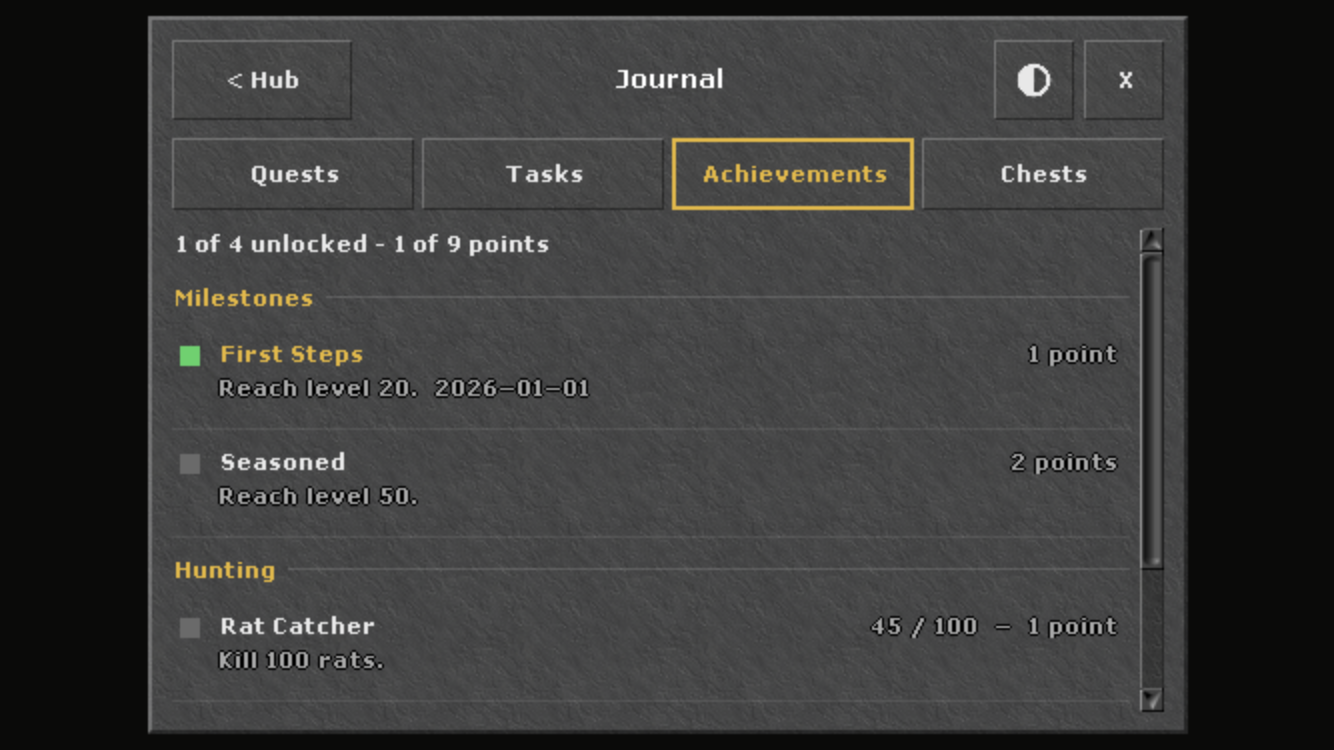 < Hub
Journal
X
Quests
Tasks
Achievements
Chests
1 of 4 unlocked - 1 of 9 points
Milestones
First Steps
1 point
Reach level 20. 2026-01-01
Seasoned
2 points
Reach level 50.
Hunting
Rat Catcher
45 / 100 - 1 point
Kill 100 rats.